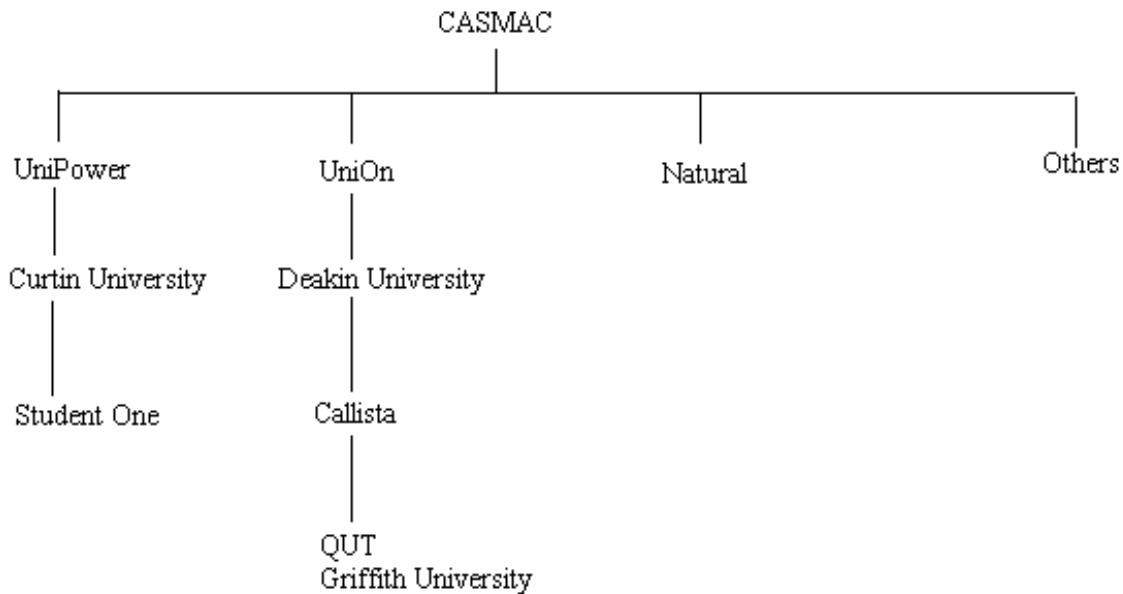 CASMAC
UniPower
UniOn
Natural
Others
Curtin University
Deakin University
Student One
Callista
QUT
Griffith University